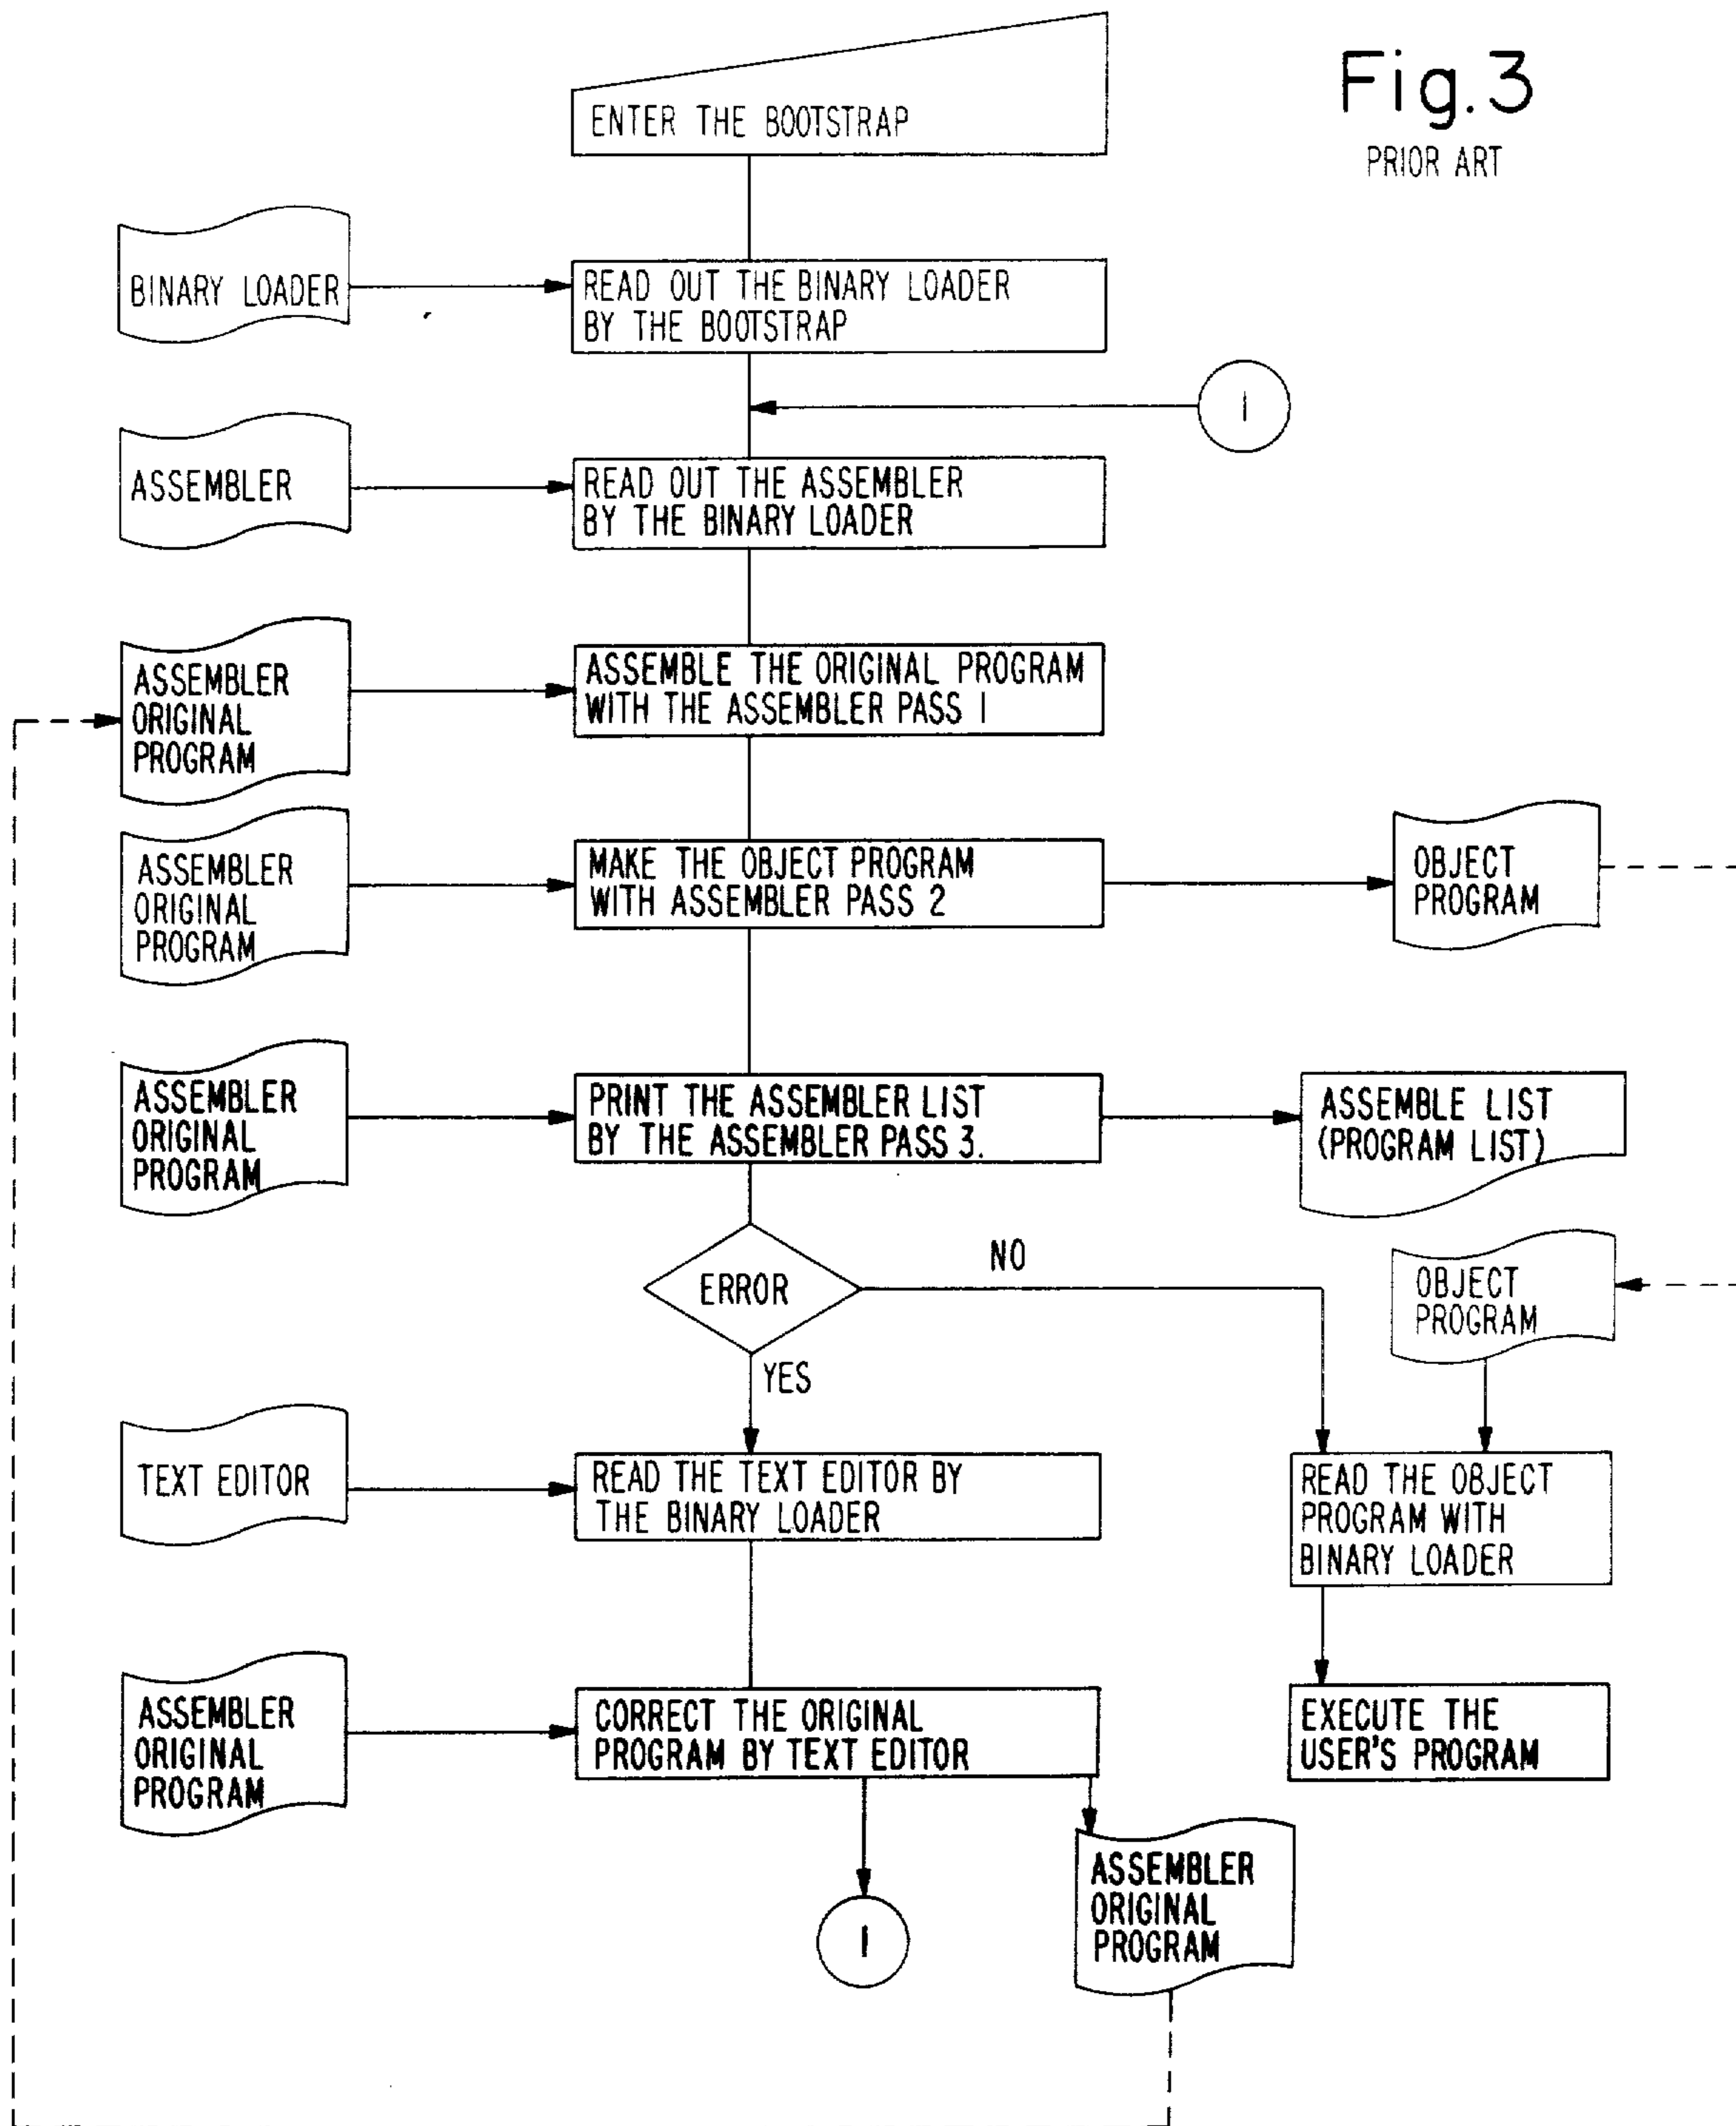 Fig.3
PRIOR ART
ENTER THE BOOTSTRAP
BINARY LOADER
READ OUT THE BINARY LOADER
BY THE BOOTSTRAP
1
ASSEMBLER
READ OUT THE ASSEMBLER
BY THE BINARY LOADER
ASSEMBLER
ORIGINAL
PROGRAM
ASSEMBLE THE ORIGINAL PROGRAM
WITH THE ASSEMBLER PASS 1
ASSEMBLER
ORIGINAL
PROGRAM
MAKE THE OBJECT PROGRAM
WITH ASSEMBLER PASS 2
OBJECT
PROGRAM
ASSEMBLER
ORIGINAL
PROGRAM
PRINT THE ASSEMBLER LIST
BY THE ASSEMBLER PASS 3.
ASSEMBLE LIST
(PROGRAM LIST)
ERROR
NO
YES
OBJECT
PROGRAM
TEXT EDITOR
READ THE TEXT EDITOR BY
THE BINARY LOADER
READ THE OBJECT
PROGRAM WITH
BINARY LOADER
ASSEMBLER
ORIGINAL
PROGRAM
CORRECT THE ORIGINAL
PROGRAM BY TEXT EDITOR
EXECUTE THE
USER'S PROGRAM
1
ASSEMBLER
ORIGINAL
PROGRAM